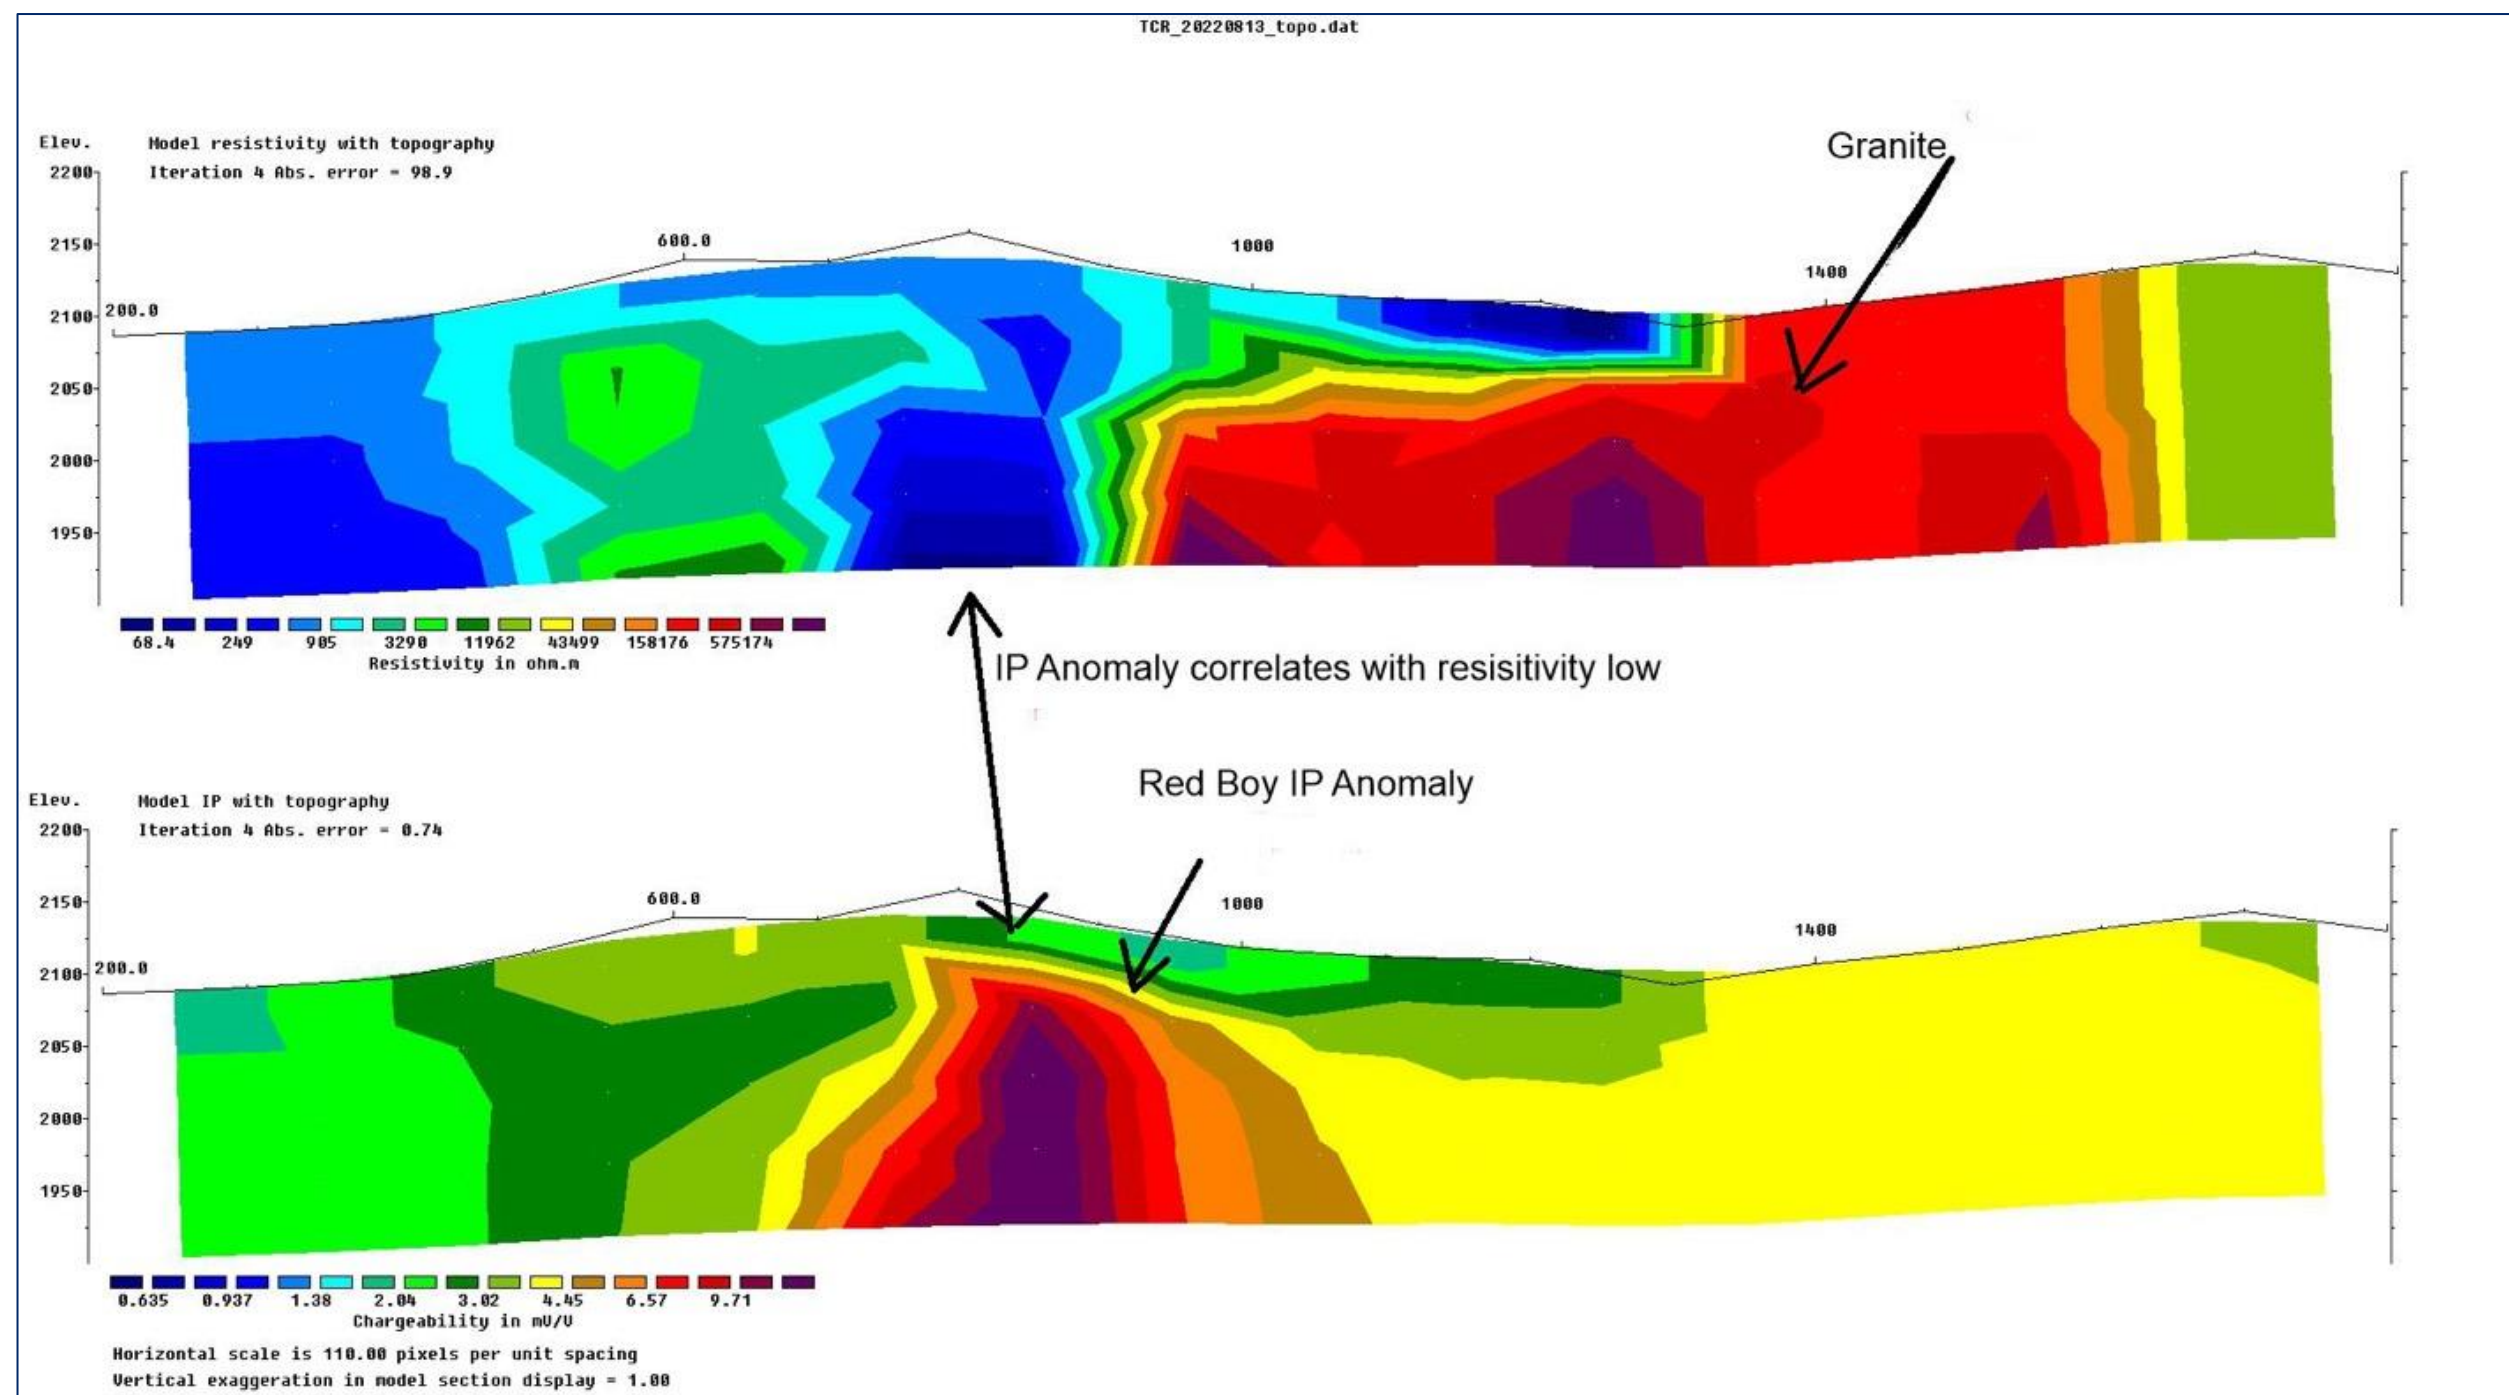 TCR_20220813_topo.dat
Granite
Elev.
Model resistivity with topography
Iteration 4 Abs. error = 98.9
2200
2150
2100
2050
2000
1950
200.0
600.0
1000
1400
68.4 249 905 3290 11962 43499 158176 575174
Resistivity in ohm.m
IP Anomaly correlates with resisitivity low
Red Boy IP Anomaly
Elev.
Model IP with topography
Iteration 4 Abs. error = 0.74
2200
2150
2100
2050
2000
1950
200.0
600.0
1000
1400
0.635 0.937 1.38 2.04 3.02 4.45 6.57 9.71
Chargeability in mV/V
Horizontal scale is 110.00 pixels per unit spacing
Vertical exaggeration in model section display = 1.00